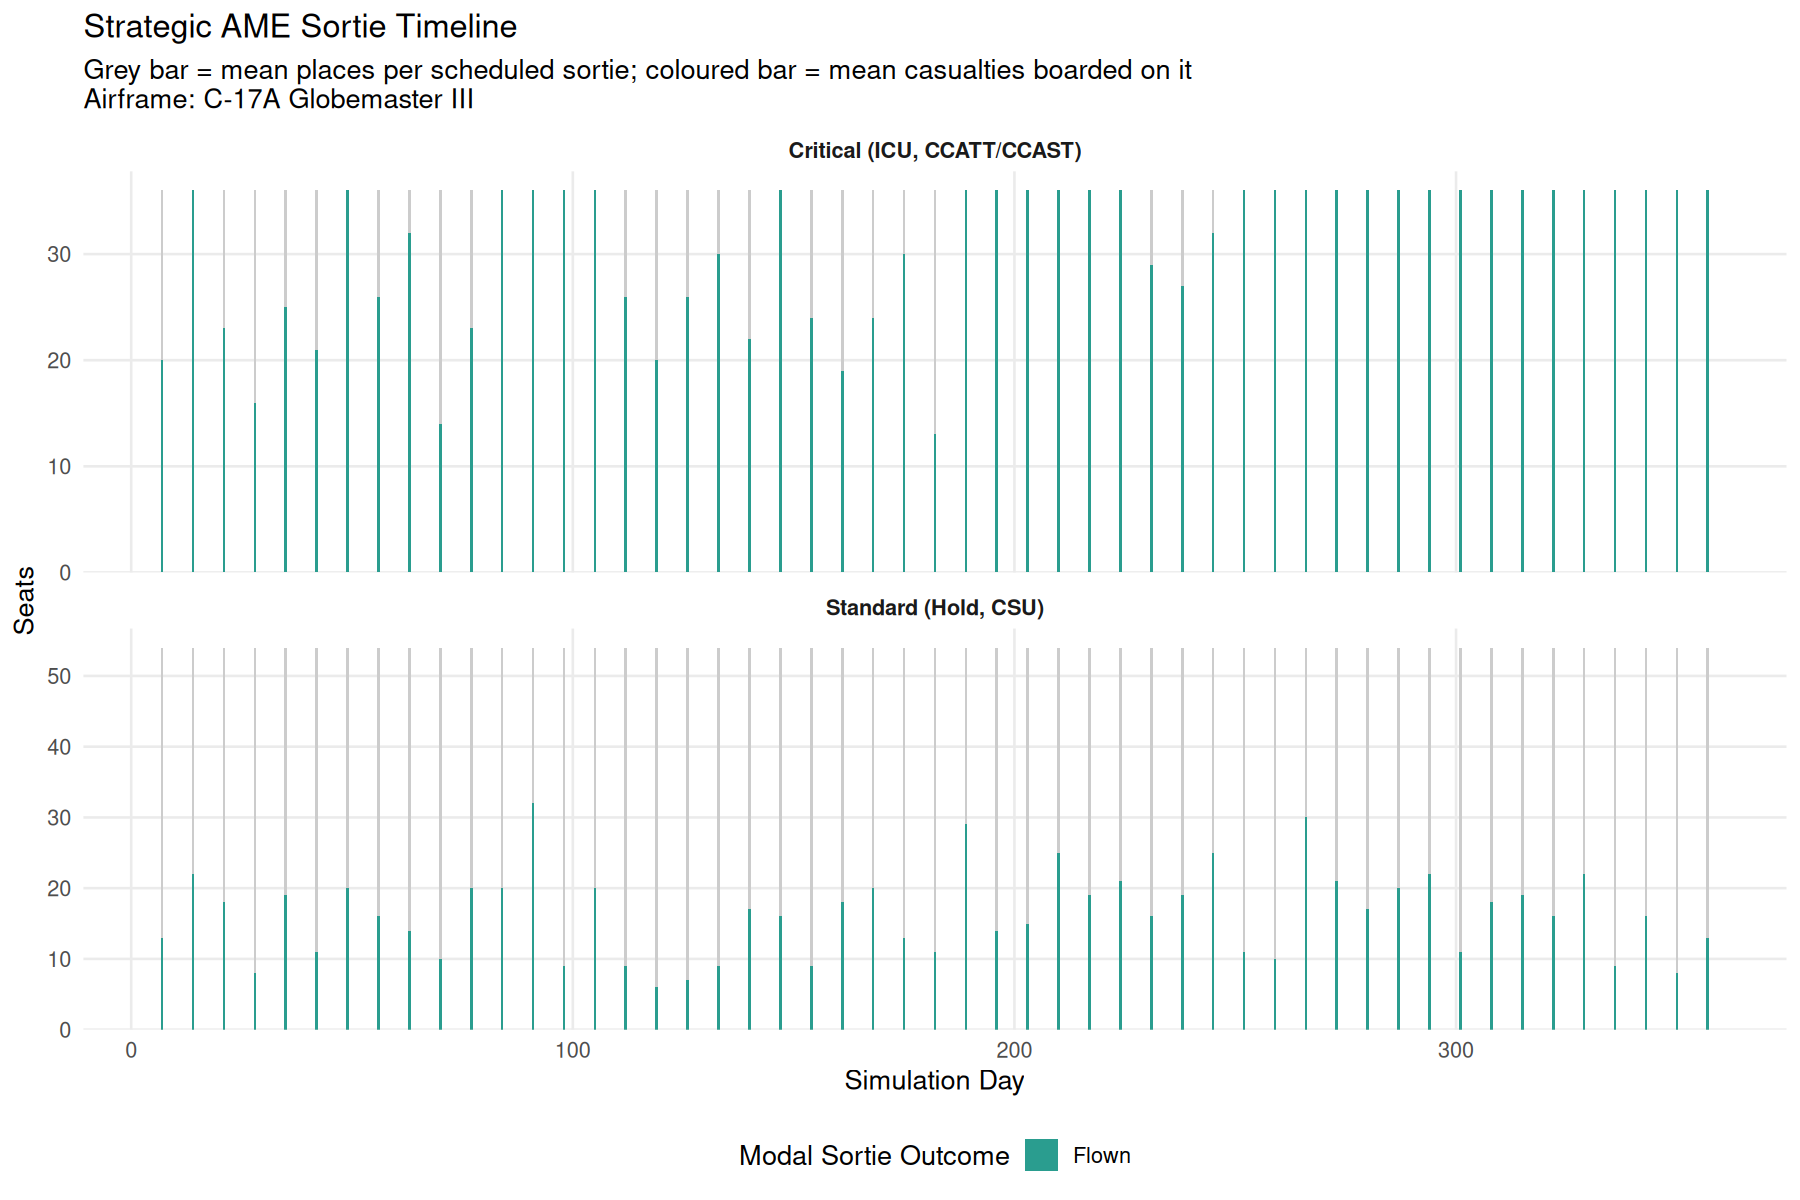 Strategic AME Sortie Timeline
Grey bar = mean places per scheduled sortie; coloured bar = mean casualties boarded on it
Airframe: C-17A Globemaster III
Critical (ICU, CCATT/CCAST)
30
20
10
0
Seats
Standard (Hold, CSU)
50
40
30
20
10
0
0 100 200 300
Simulation Day
Modal Sortie Outcome Flown